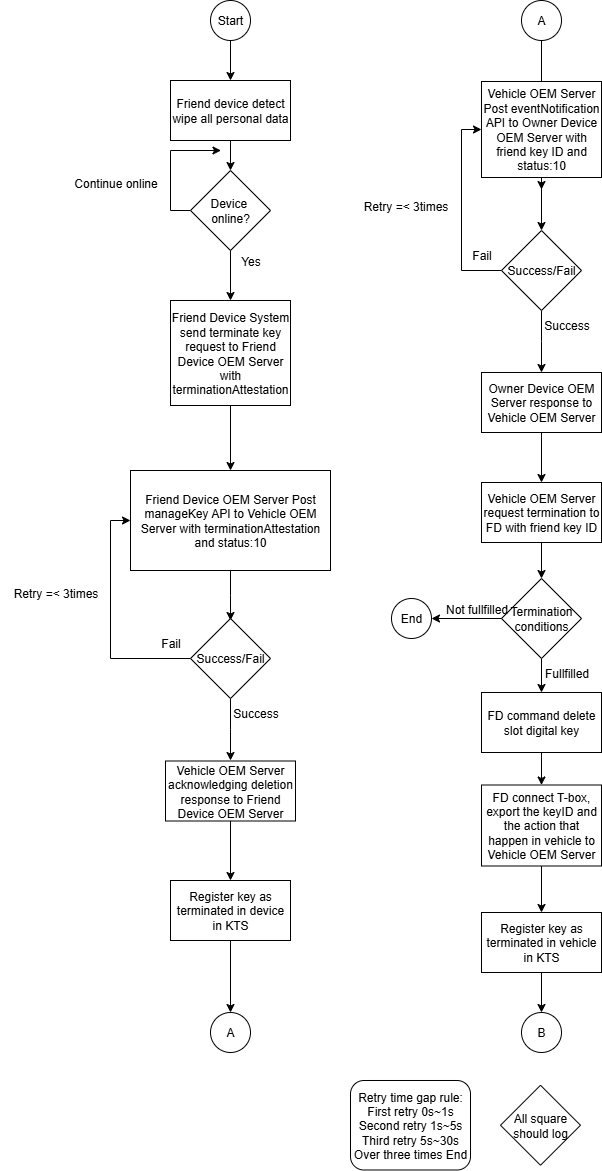 Start
Friend device detect
wipe all personal data
Continue online
Device
online?
Yes
Friend Device System
send terminate key
request to Friend
Device OEM Server
with
terminationAttestation
Friend Device OEM Server Post
manageKey API to Vehicle OEM
Server with terminationAttestation
and status:10
Retry =< 3times
Fail
Success/Fail
Success
Vehicle OEM Server
acknowledging deletion
response to Friend
Device OEM Server
Register key as
terminated in device
in KTS
A
A
Vehicle OEM Server
Post eventNotification
API to Owner Device
OEM Server with
friend key ID and
status:10
Retry =< 3times
Fail
Success/Fail
Success
Owner Device OEM
Server response to
Vehicle OEM Server
Vehicle OEM Server
request termination to
FD with friend key ID
End
Not fullfilled
Termination
conditions
Fullfilled
FD command delete
slot digital key
FD connect T-box,
export the keyID and
the action that
happen in vehicle to
Vehicle OEM Server
Register key as
terminated in vehicle
in KTS
B
Retry time gap rule:
First retry 0s~1s
Second retry 1s~5s
Third retry 5s~30s
Over three times End
All square
should log